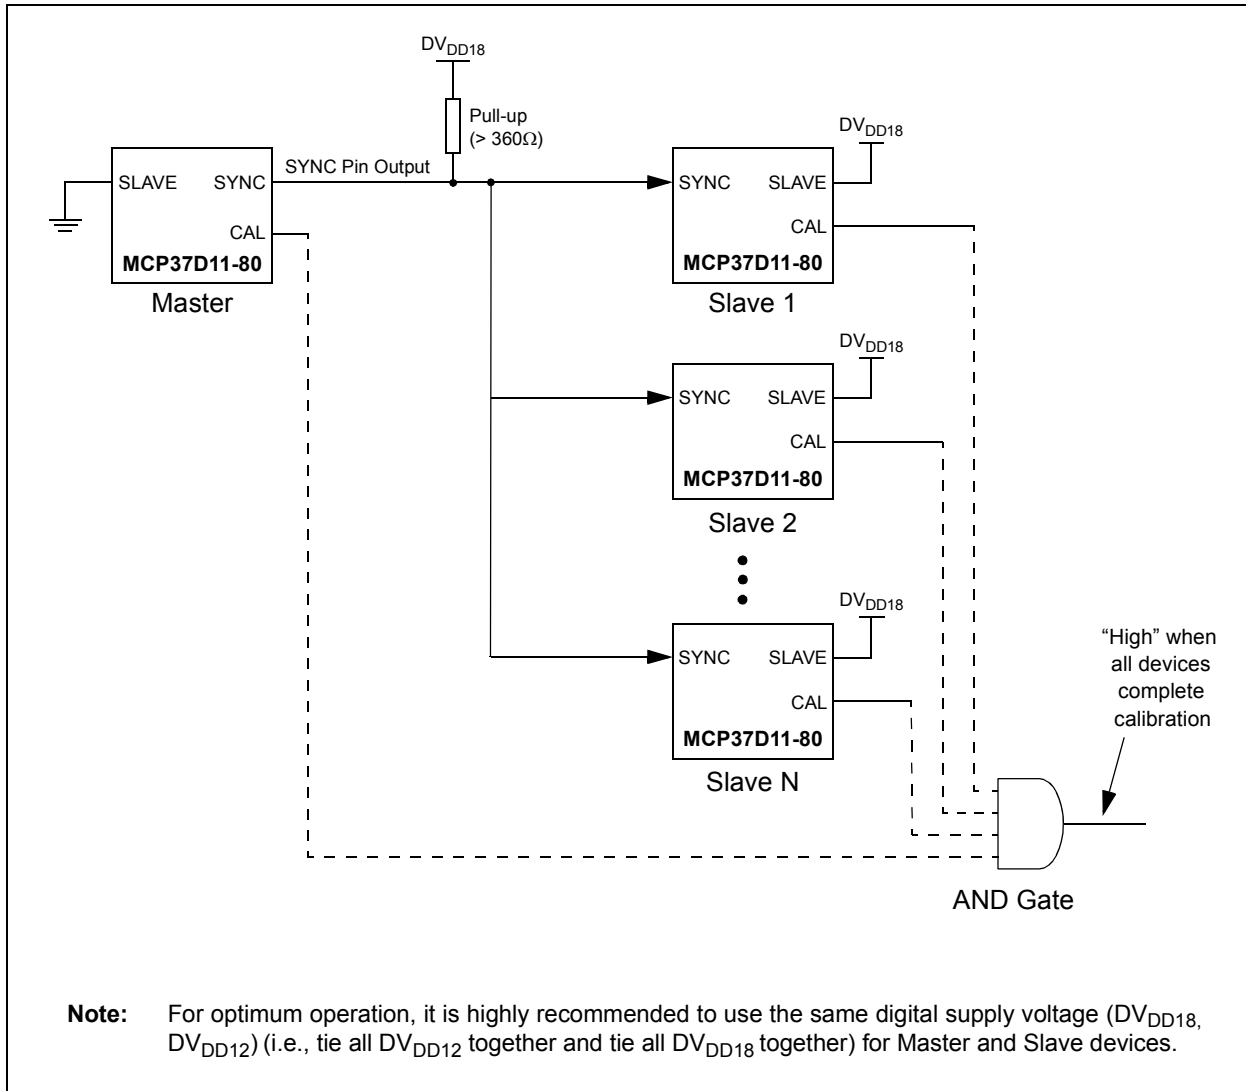 DVDD18
Pull-up
(> 360Ω)
SYNC Pin Output
SLAVE SYNC
CAL
MCP37D11-80
Master
DVDD18
SYNC SLAVE
CAL
MCP37D11-80
Slave 1
DVDD18
SYNC SLAVE
CAL
MCP37D11-80
Slave 2
DVDD18
SYNC SLAVE
CAL
MCP37D11-80
Slave N
“High” when
all devices
complete
calibration
AND Gate
Note: For optimum operation, it is highly recommended to use the same digital supply voltage (DVDD18,
DVDD12) (i.e., tie all DVDD12 together and tie all DVDD18 together) for Master and Slave devices.